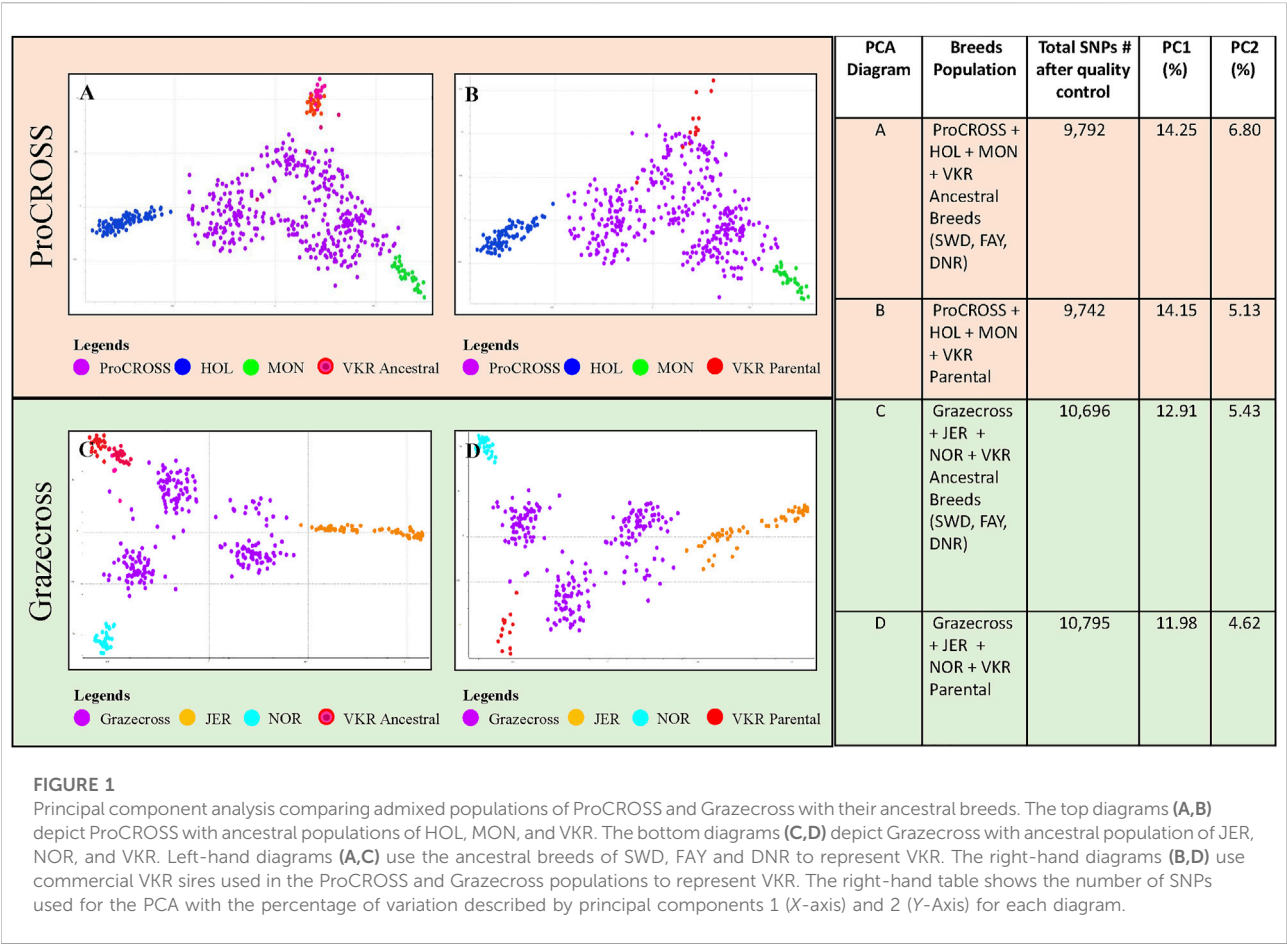 ProCROSS
A
B
Legends
ProCROSS HOL MON VKR Ancestral
Legends
ProCROSS HOL MON VKR Parental
Grazecross
C
D
Legends
Grazecross JER NOR VKR Ancestral
Legends
Grazecross JER NOR VKR Parental
PCA
Diagram
Breeds
Population
Total SNPs #
after quality
control
PC1
(%)
PC2
(%)
A
ProCROSS +
HOL + MON
+ VKR
Ancestral
Breeds
(SWD, FAY,
DNR)
9,792
14.25
6.80
B
ProCROSS +
HOL + MON
+ VKR
Parental
9,742
14.15
5.13
C
Grazecross
+ JER +
NOR + VKR
Ancestral
Breeds
(SWD, FAY,
DNR)
10,696
12.91
5.43
D
Grazecross
+ JER +
NOR + VKR
Parental
10,795
11.98
4.62
FIGURE 1
Principal component analysis comparing admixed populations of ProCROSS and Grazecross with their ancestral breeds. The top diagrams (A,B)
depict ProCROSS with ancestral populations of HOL, MON, and VKR. The bottom diagrams (C,D) depict Grazecross with ancestral population of JER,
NOR, and VKR. Left-hand diagrams (A,C) use the ancestral breeds of SWD, FAY and DNR to represent VKR. The right-hand diagrams (B,D) use
commercial VKR sires used in the ProCROSS and Grazecross populations to represent VKR. The right-hand table shows the number of SNPs
used for the PCA with the percentage of variation described by principal components 1 (X-axis) and 2 (Y-Axis) for each diagram.